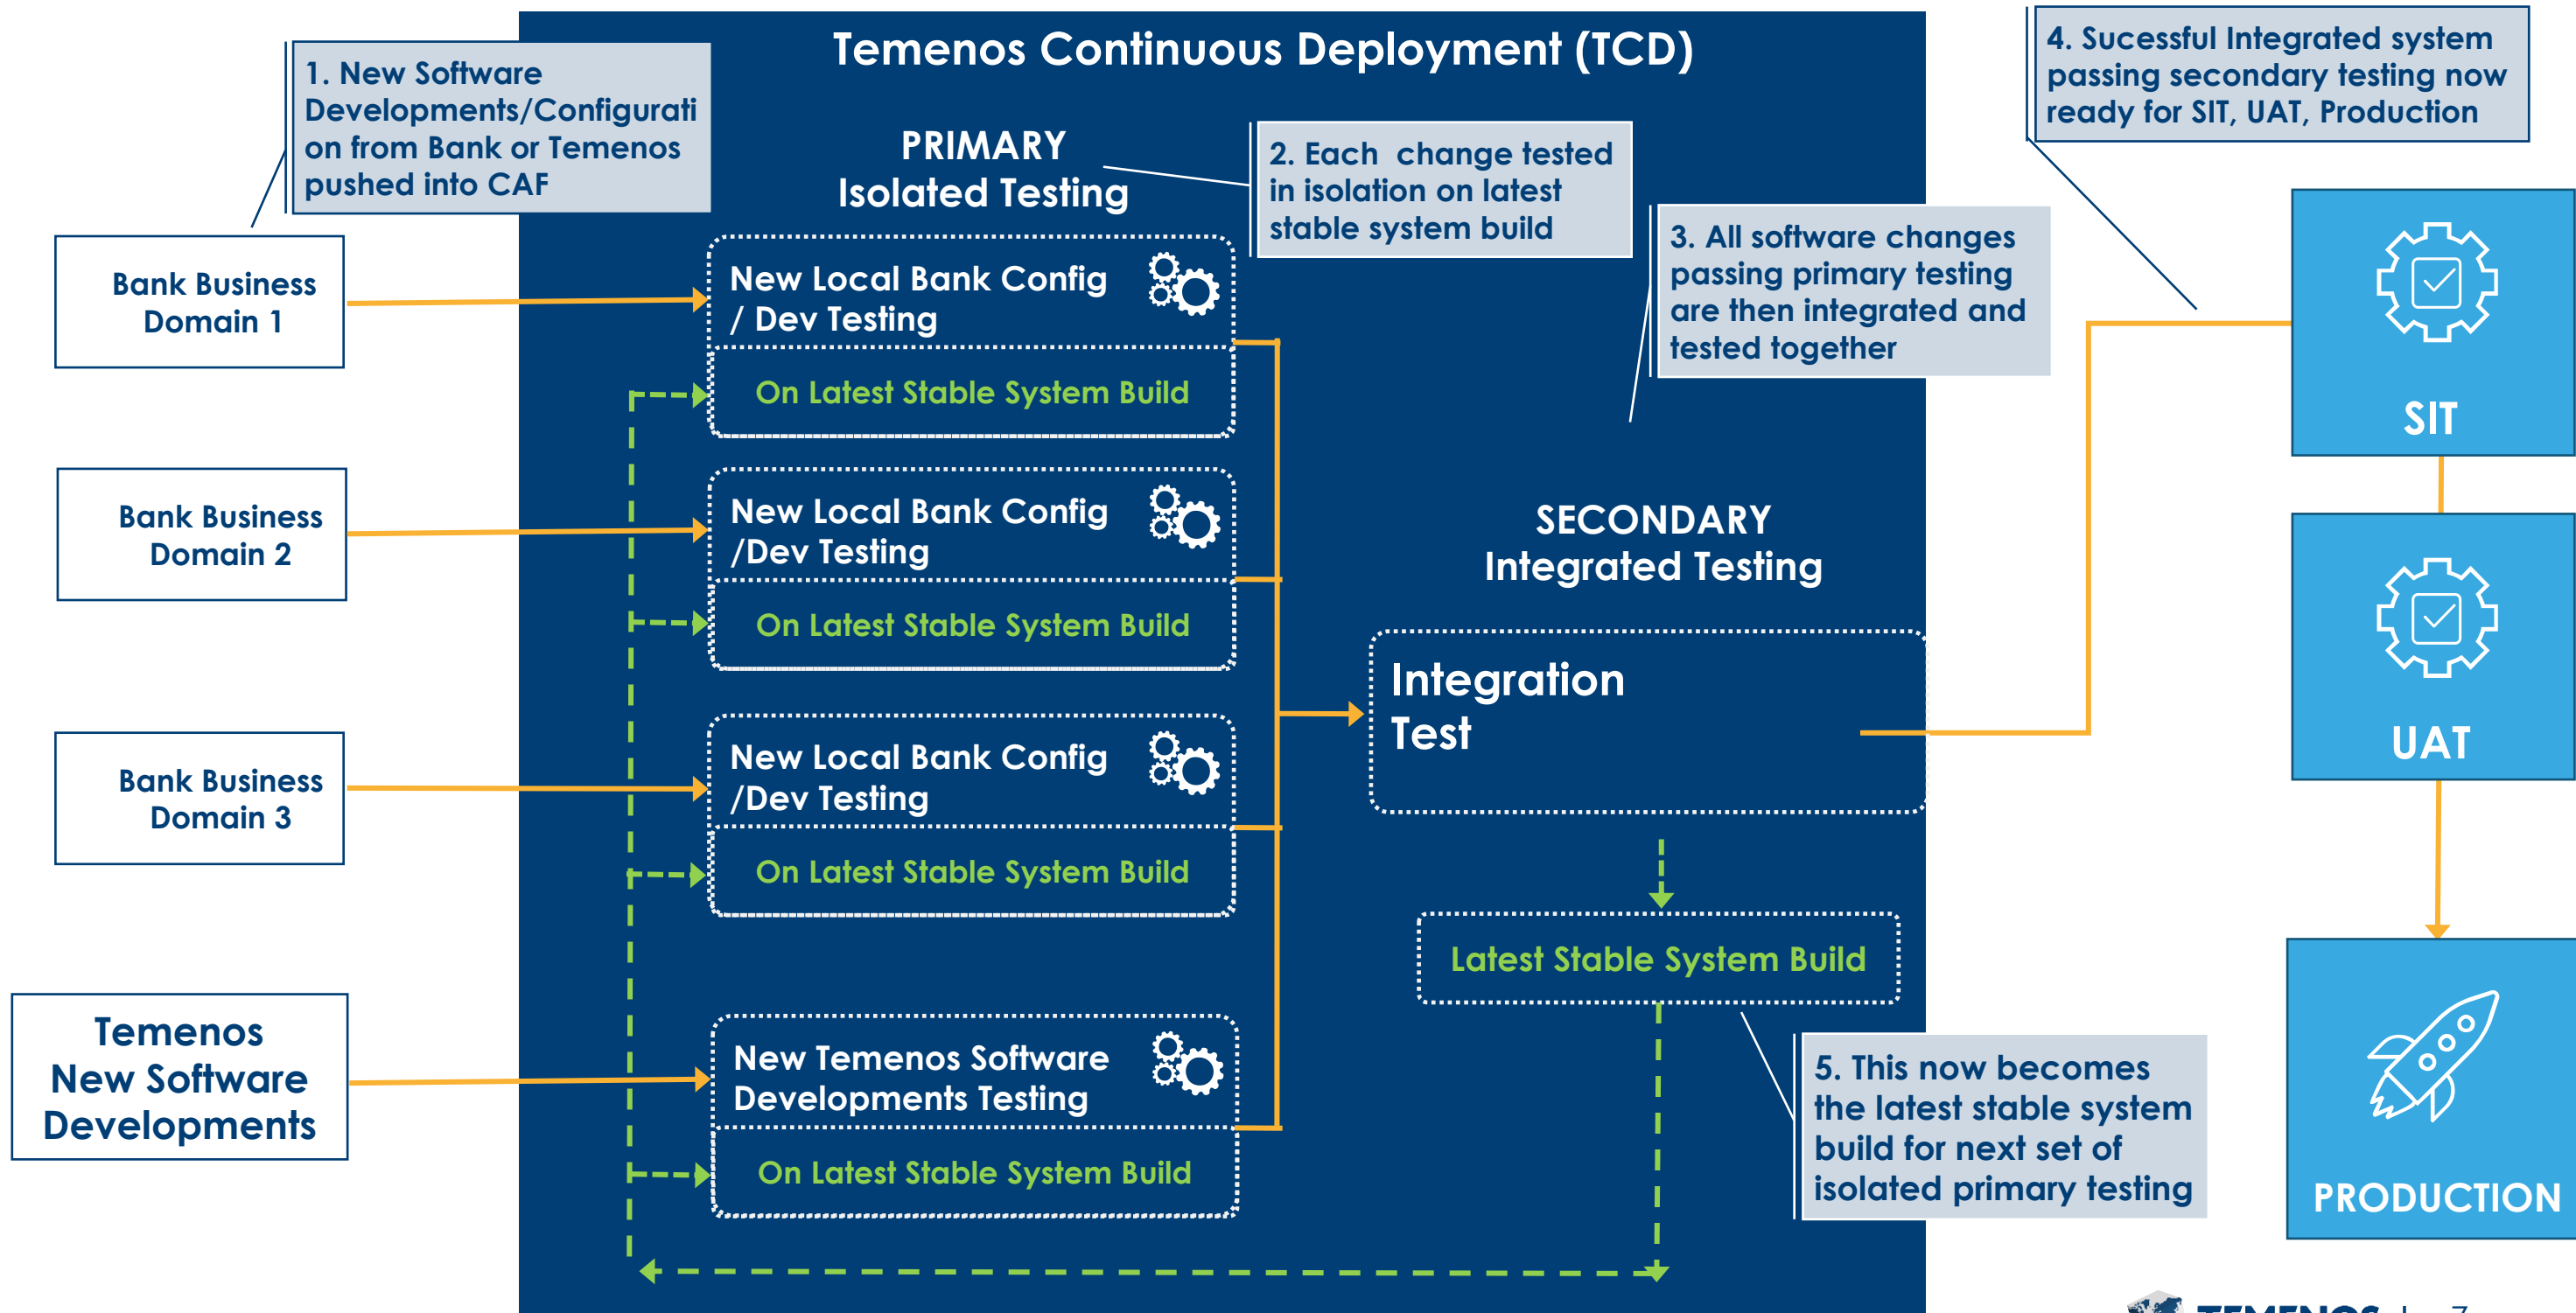 Temenos Continuous Deployment (TCD)
1. New Software
Developments/Configurati
on from Bank or Temenos
pushed into CAF
PRIMARY
Isolated Testing
2. Each change tested
in isolation on latest
stable system build
3. All software changes
passing primary testing
are then integrated and
tested together
4. Sucessful Integrated system
passing secondary testing now
ready for SIT, UAT, Production
Bank Business
Domain 1
New Local Bank Config
/ Dev Testing
On Latest Stable System Build
SIT
Bank Business
Domain 2
New Local Bank Config
/Dev Testing
On Latest Stable System Build
SECONDARY
Integrated Testing
Integration
Test
UAT
Bank Business
Domain 3
New Local Bank Config
/Dev Testing
On Latest Stable System Build
Latest Stable System Build
Temenos
New Software
Developments
New Temenos Software
Developments Testing
On Latest Stable System Build
5. This now becomes
the latest stable system
build for next set of
isolated primary testing
PRODUCTION
TEMENOS